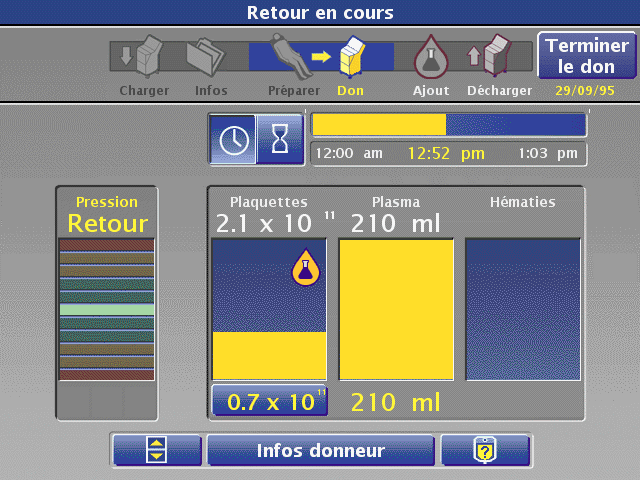 Retour en cours
Charger
Infos
Préparer
Don
Ajout
Décharger
Terminer
le don
29/09/95
12:00 am
12:52 pm
1:03 pm
Pression
Retour
Plaquettes
2.1 x 10 11
Plasma
210 ml
Hématies
0.7 x 10 11
210 ml
Infos donneur
?